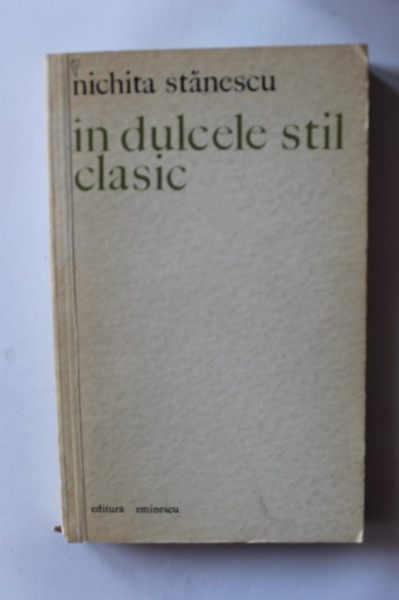 nichita stănescu
in dulcele stil
clasic
editura eminescu